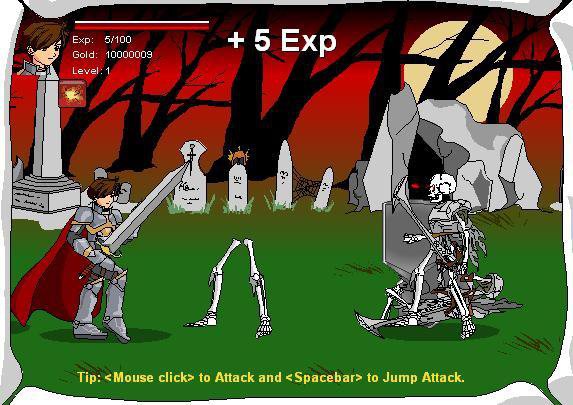 + 5 Exp
Exp: 5/100
Gold: 10000009
Level: 1
Tip: <Mouse click> to Attack and <Spacebar> to Jump Attack.